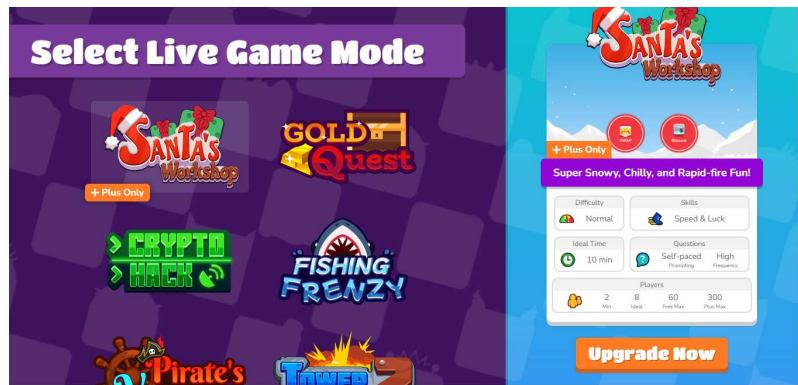 Select Live Game Mode
SANTA'S
Workshop
+ Plus Only
GOLD
Quest
> CRYPTO
> HACK
FISHING
FRENZY
Pirate's
TOWER
SANTA'S
Workshop
SWAP
+ Plus Only
Super Snowy, Chilly, and Rapid-fire Fun!
Difficulty
Normal
Skills
Speed & Luck
Ideal Time
10 min
Questions
Self-paced High
Prompting Frequency
Players
2 8 60 300
Min Ideal Free Max Plus Max
Upgrade Now